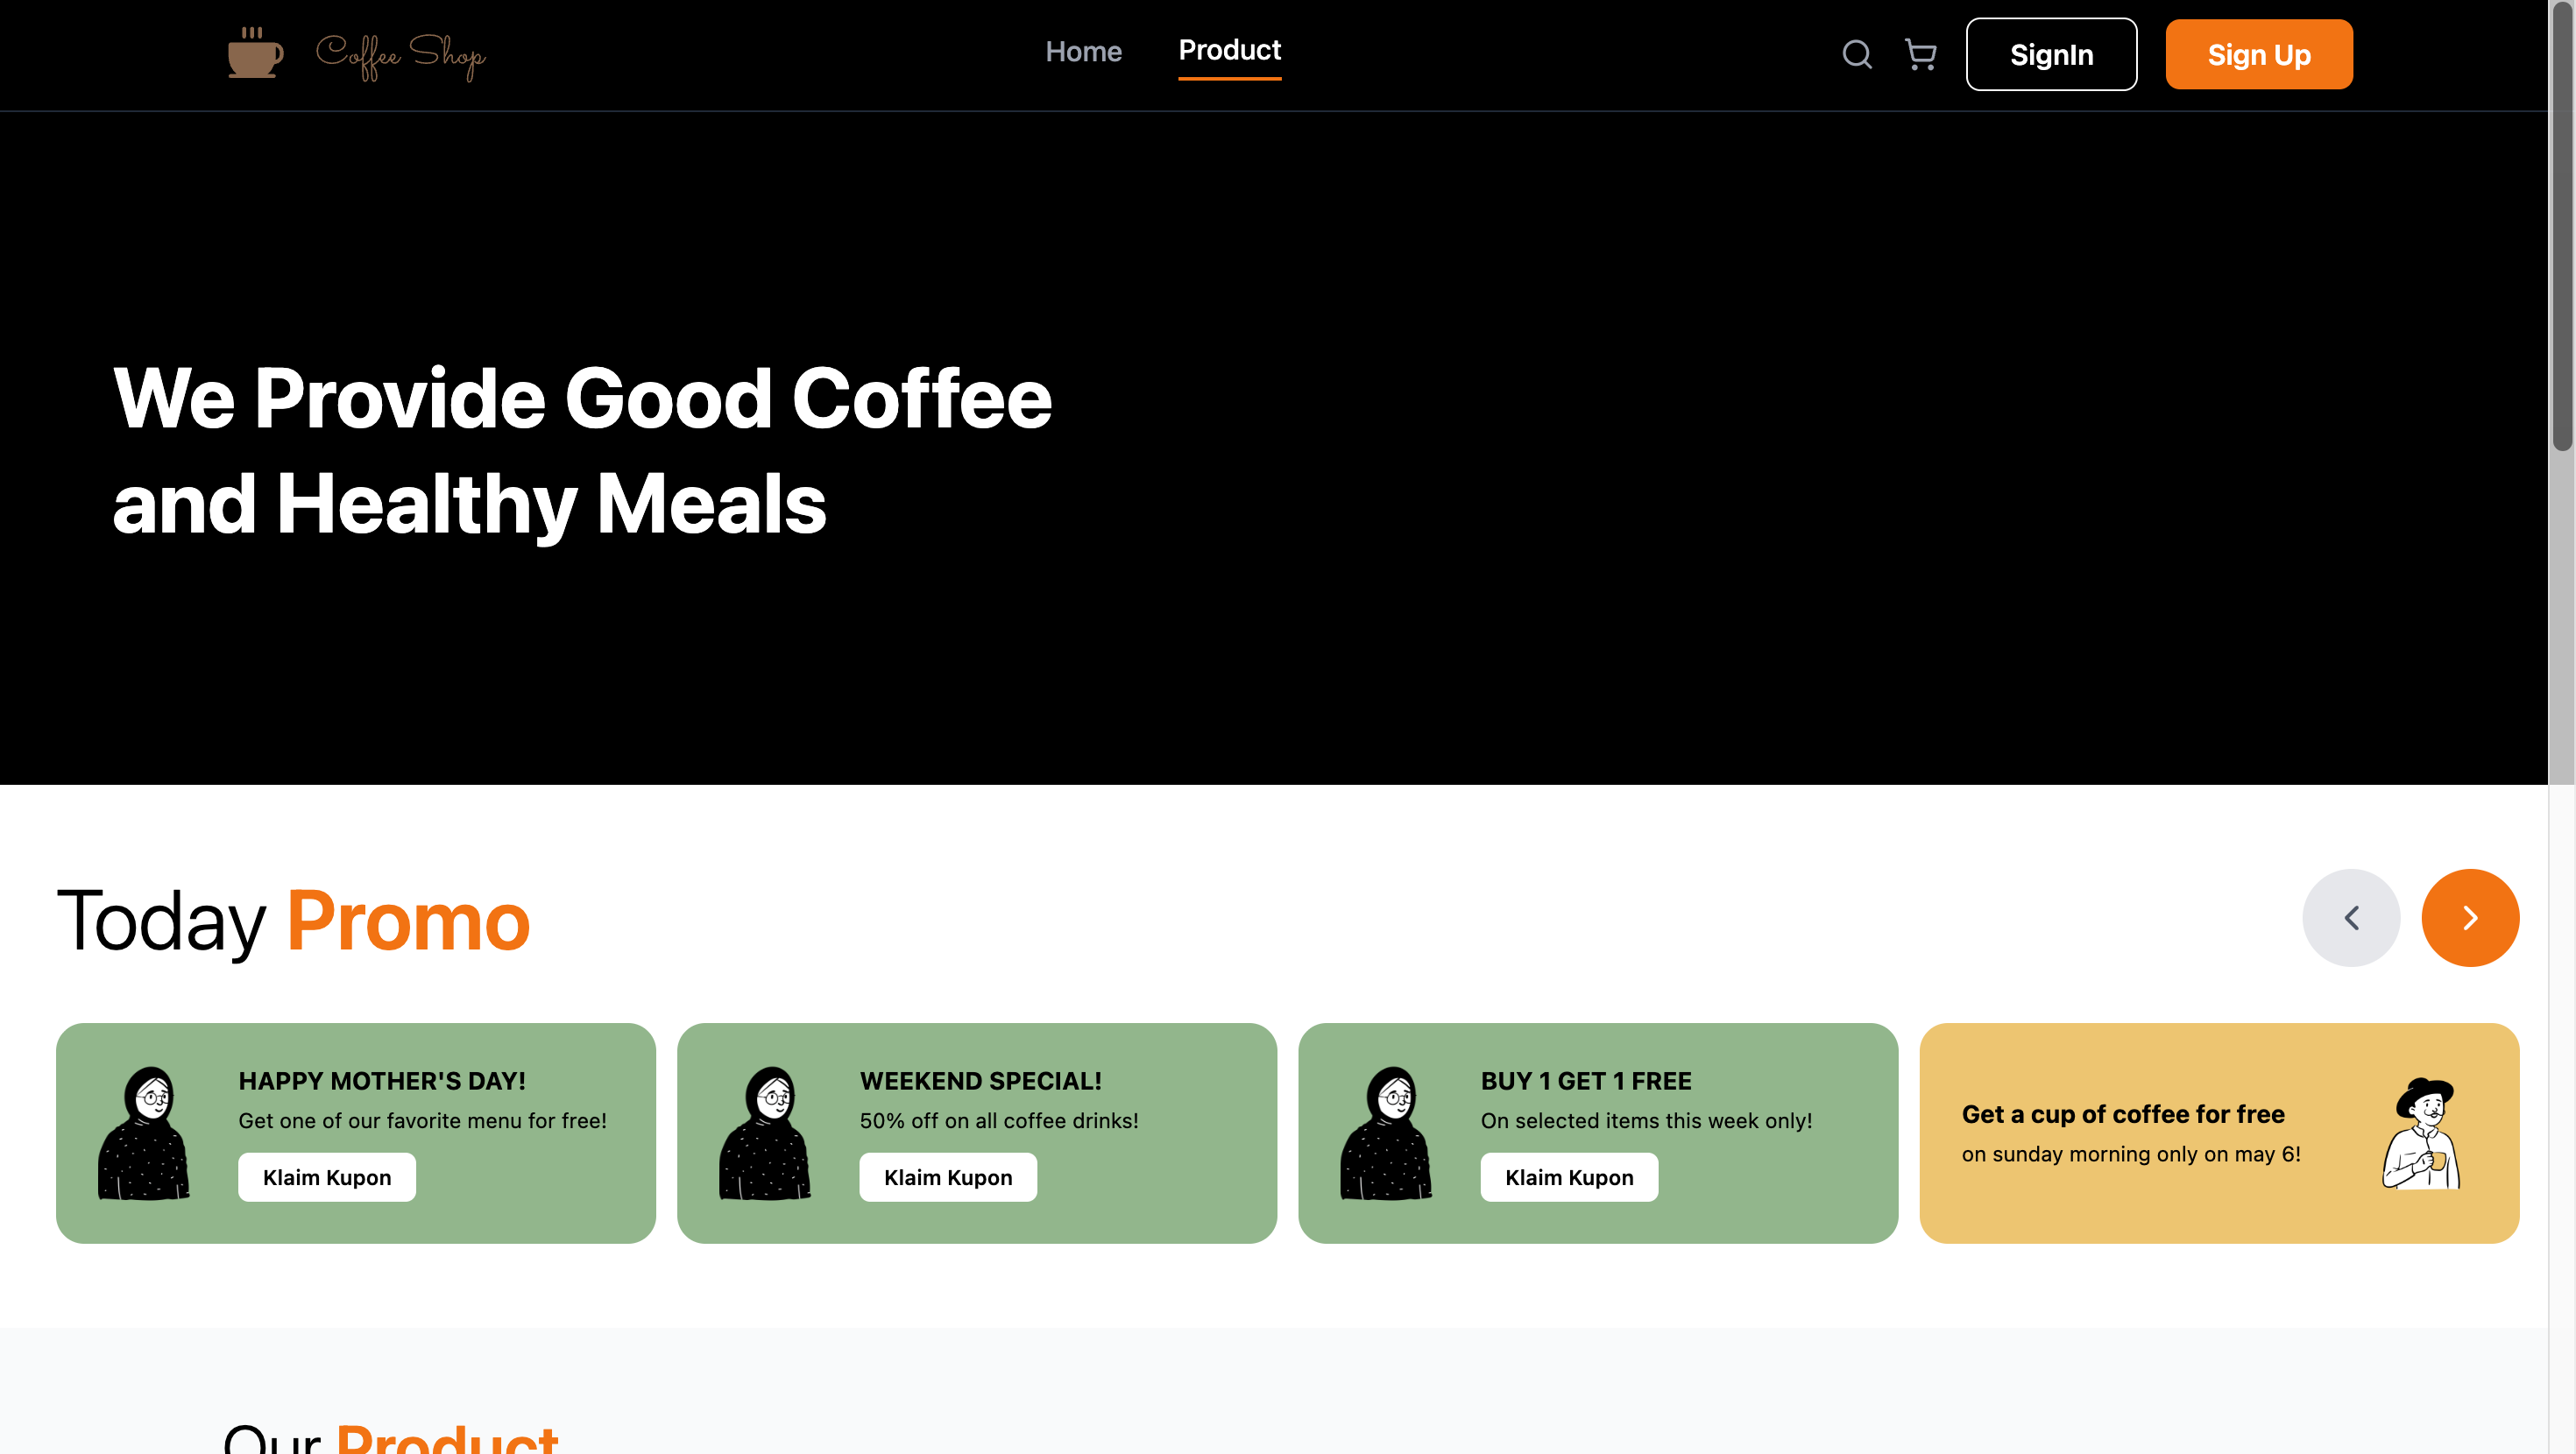 Coffee Shop
Home
Product
SignIn
Sign Up
We Provide Good Coffee
and Healthy Meals
Today Promo
HAPPY MOTHER'S DAY!
Get one of our favorite menu for free!
Klaim Kupon
WEEKEND SPECIAL!
50% off on all coffee drinks!
Klaim Kupon
BUY 1 GET 1 FREE
On selected items this week only!
Klaim Kupon
Get a cup of coffee for free
on sunday morning only on may 6!
Our Product